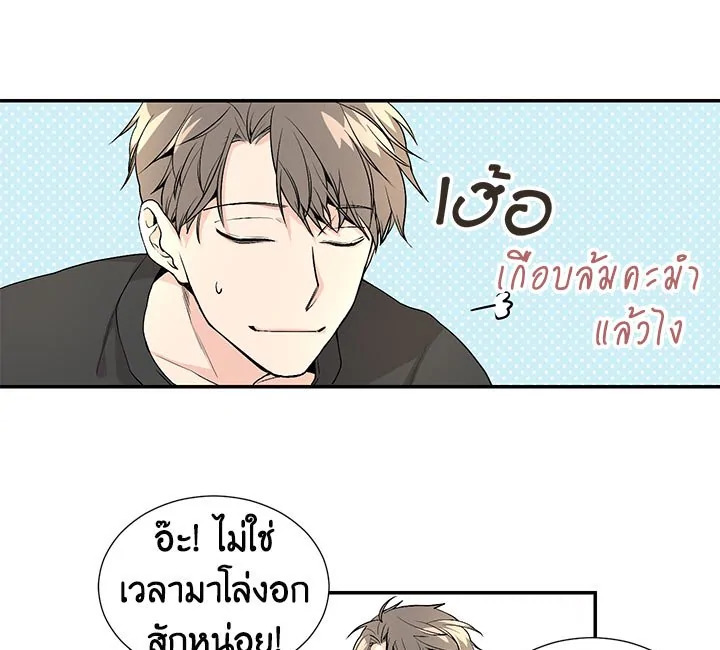 เฮ้อ
เกือบล้มคะมำ
แล้วไง
อ๊ะ! ไม่ใช่
เวลามาโล่งอก
สักหน่อย!